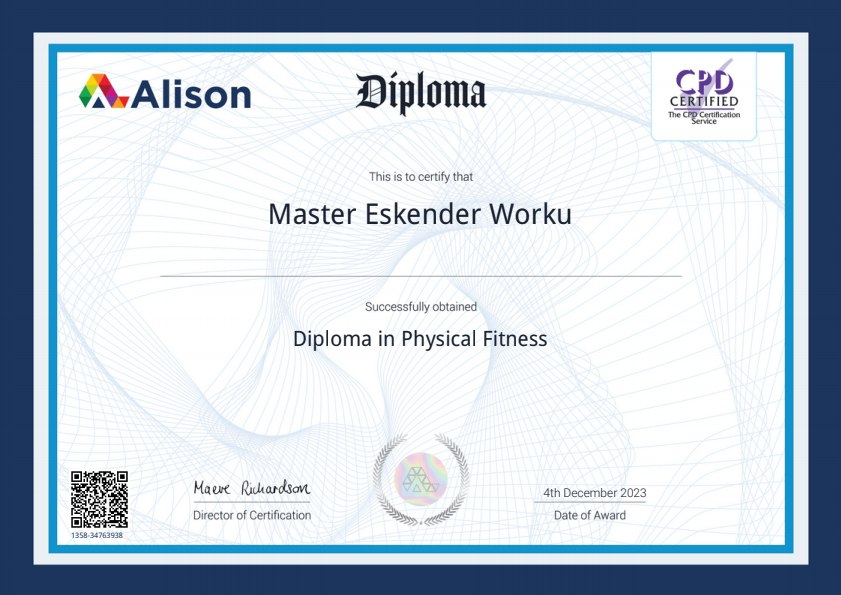 Alison
Diploma
CPD
CERTIFIED
The CPD Certification
Service
This is to certify that
Master Eskender Worku
Successfully obtained
Diploma in Physical Fitness
Maeve Richardson
Director of Certification
4th December 2023
Date of Award
1358-34763938